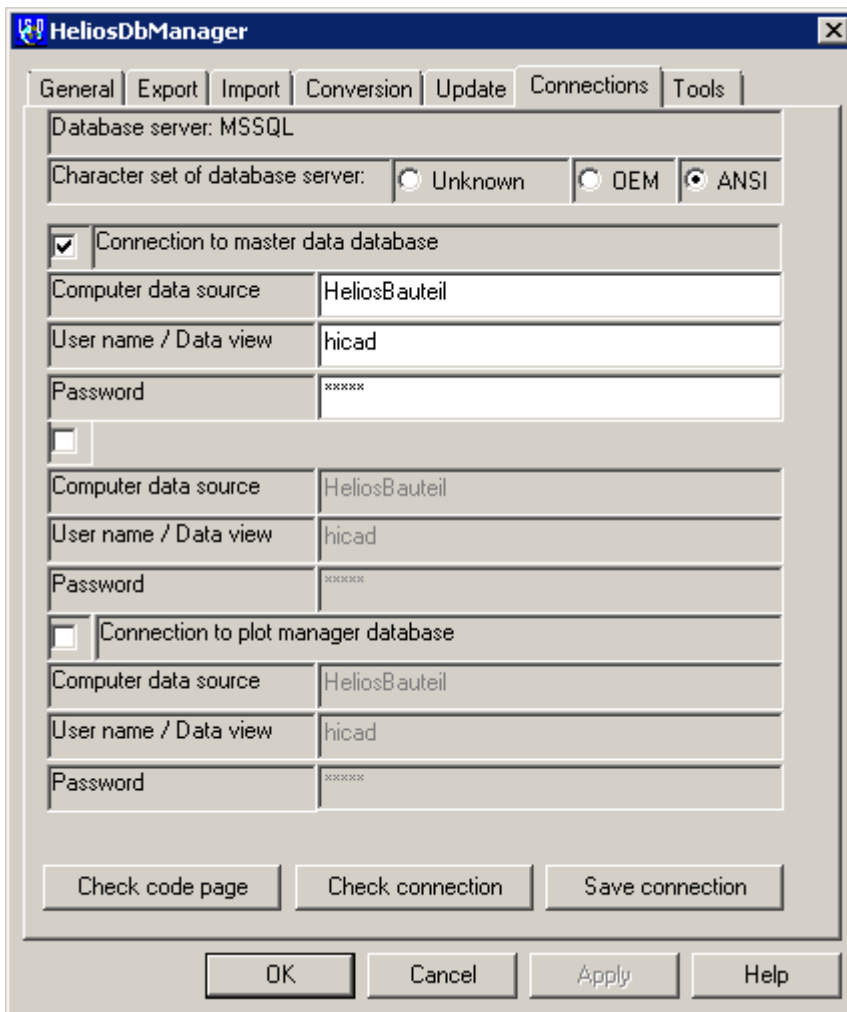 HeliosDbManager
General Export Import Conversion Update Connections Tools
Database server: MSSQL
Character set of database server: Unknown OEM ANSI
Connection to master data database
Computer data source HeliosBauteil
User name / Data view hicad
Password *****
Computer data source HeliosBauteil
User name / Data view hicad
Password *****
Connection to plot manager database
Computer data source HeliosBauteil
User name / Data view hicad
Password *****
Check code page Check connection Save connection
OK Cancel Apply Help